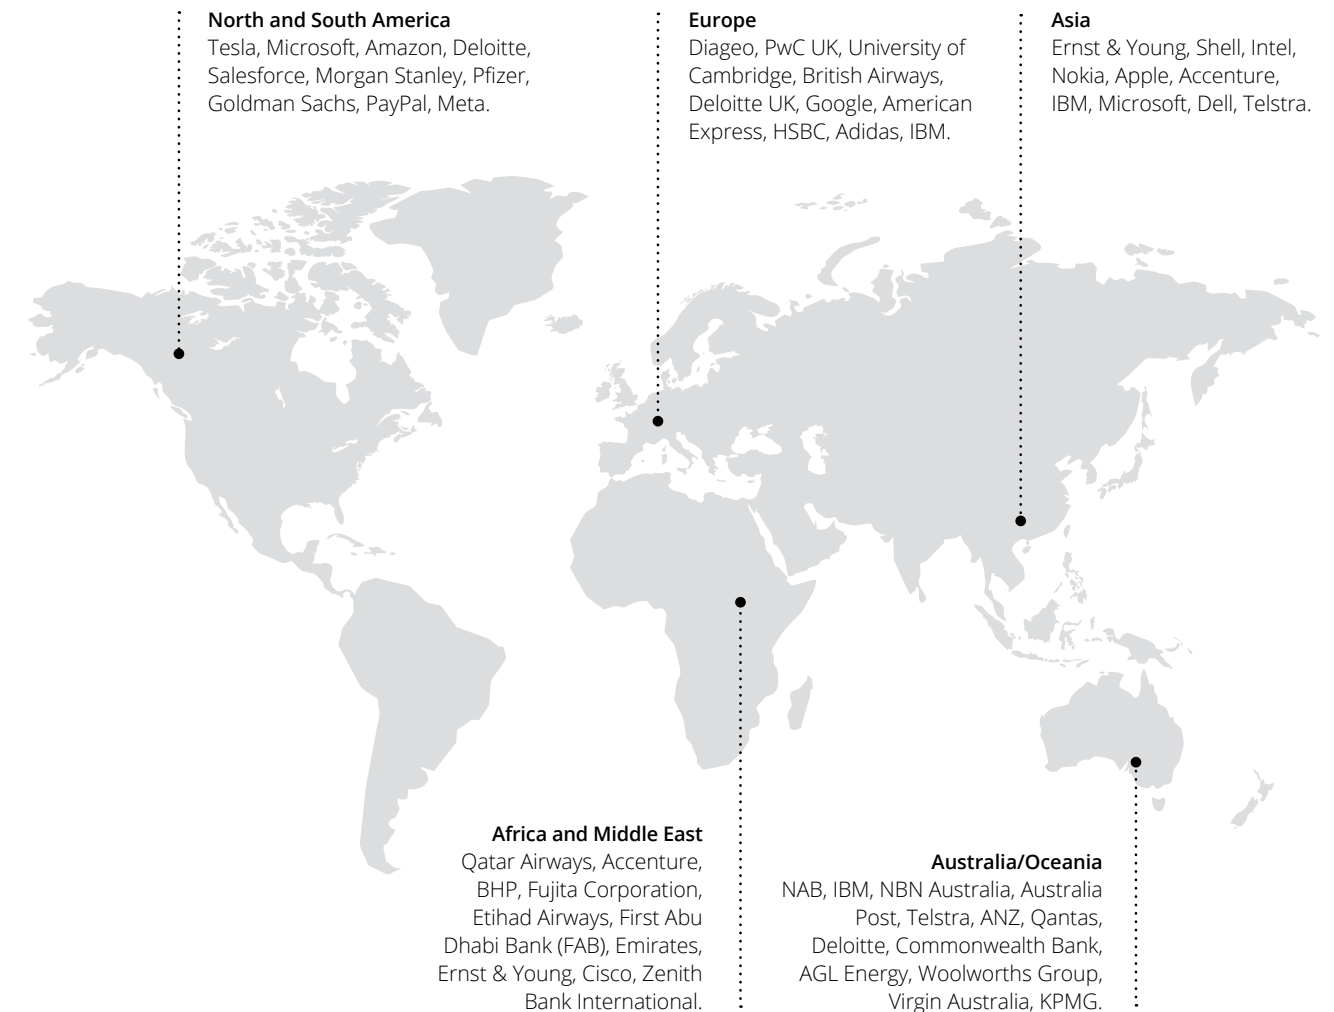 North and South America
Tesla, Microsoft, Amazon, Deloitte,
Salesforce, Morgan Stanley, Pfizer,
Goldman Sachs, PayPal, Meta.
Europe
Diageo, PwC UK, University of
Cambridge, British Airways,
Deloitte UK, Google, American
Express, HSBC, Adidas, IBM.
Asia
Ernst & Young, Shell, Intel,
Nokia, Apple, Accenture,
IBM, Microsoft, Dell, Telstra.
Africa and Middle East
Qatar Airways, Accenture,
BHP, Fujita Corporation,
Etihad Airways, First Abu
Dhabi Bank (FAB), Emirates,
Ernst & Young, Cisco, Zenith
Bank International.
Australia/Oceania
NAB, IBM, NBN Australia, Australia
Post, Telstra, ANZ, Qantas,
Deloitte, Commonwealth Bank,
AGL Energy, Woolworths Group,
Virgin Australia, KPMG.